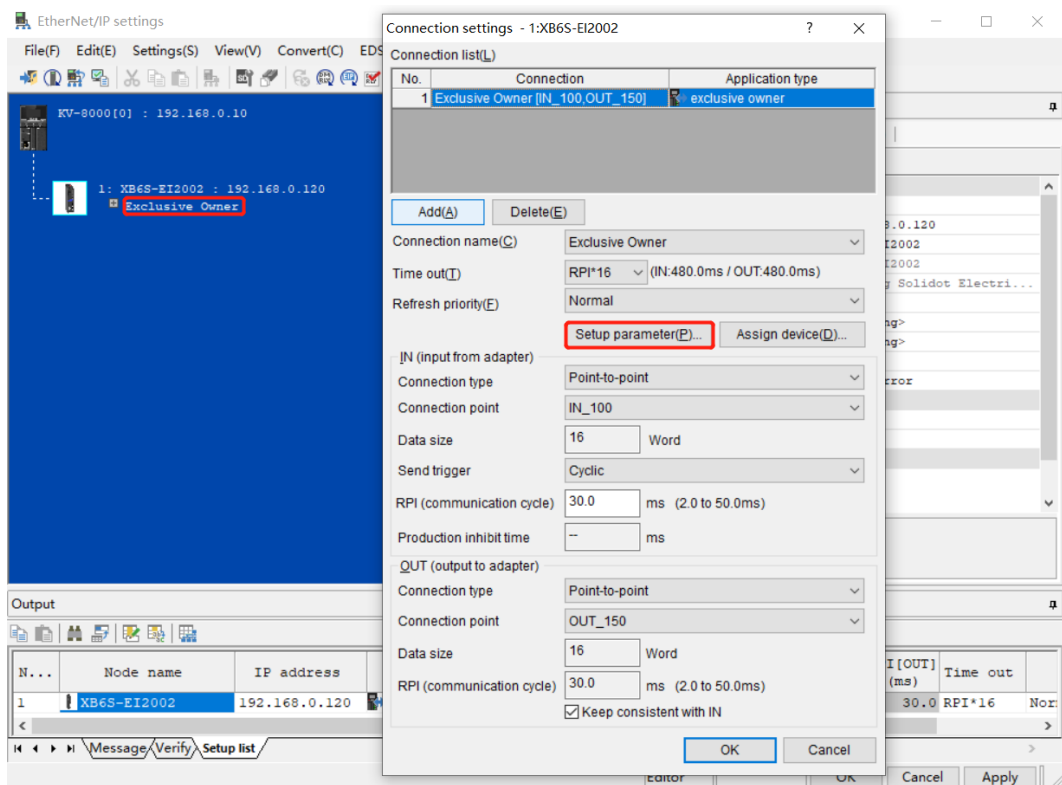 EtherNet/IP settings
File(F) Edit(E) Settings(S) View(V) Convert(C) EDS
KV-8000[0] : 192.168.0.10
1: XB6S-EI2002 : 192.168.0.120
Exclusive Owner
Connection settings - 1:XB6S-EI2002
Connection list(L)
No. Connection Application type
1 Exclusive Owner [IN_100,OUT_150] exclusive owner
Add(A) Delete(E)
Connection name(C) Exclusive Owner
Time out(T) RPI*16 (IN:480.0ms / OUT:480.0ms)
Refresh priority(F) Normal
Setup parameter(P)... Assign device(D)...
IN (input from adapter)
Connection type Point-to-point
Connection point IN_100
Data size 16 Word
Send trigger Cyclic
RPI (communication cycle) 30.0 ms (2.0 to 50.0ms)
Production inhibit time -- ms
OUT (output to adapter)
Connection type Point-to-point
Connection point OUT_150
Data size 16 Word
RPI (communication cycle) 30.0 ms (2.0 to 50.0ms)
Keep consistent with IN
OK Cancel
.0.120
I2002
I2002
g Solidot Electri...
ng>
ng>
rror
Output
N... Node name IP address I[OUT] (ms) Time out
1 XB6S-EI2002 192.168.0.120 30.0 RPI*16 Nor
Message Verify Setup list
Editor OK Cancel Apply